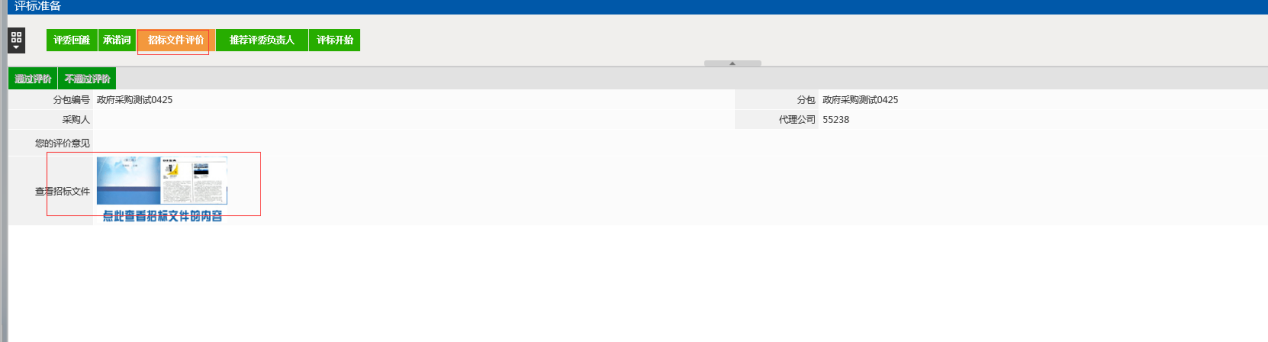 评标准备
评委回避 承诺词 招标文件评价 推荐评委负责人 评标开始
通过评价 不通过评价
分包编号 政府采购测试0425 分包 政府采购测试0425
采购人 代理公司 55238
您的评价意见
查看招标文件
点此查看招标文件的内容